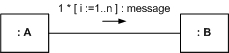 1 * [ i :=1..n ] : message
: A
: B